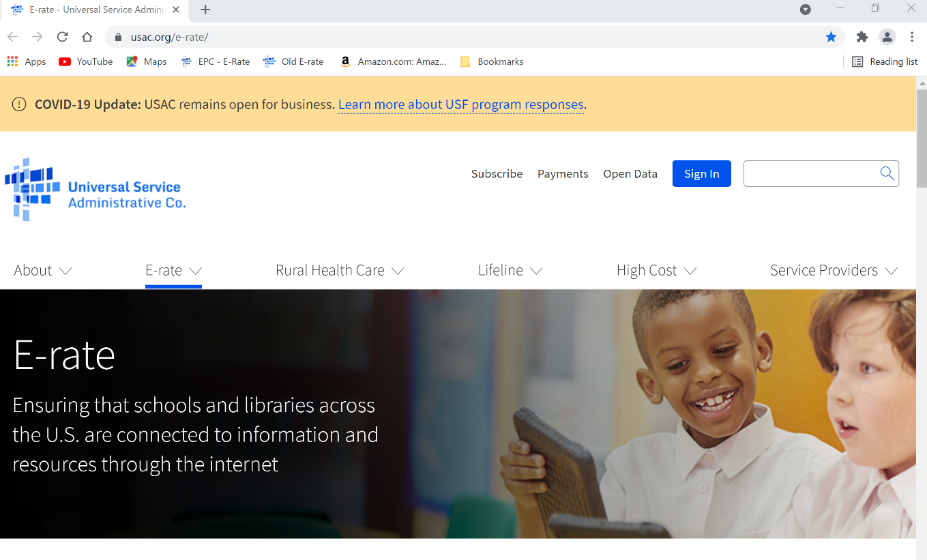 E-rate - Universal Service Admini
usac.org/e-rate/
Apps YouTube Maps EPC - E-Rate Old E-rate Amazon.com: Amaz... Bookmarks Reading list
COVID-19 Update: USAC remains open for business. Learn more about USF program responses.
Universal Service
Administrative Co.
Subscribe Payments Open Data Sign In
About E-rate Rural Health Care Lifeline High Cost Service Providers
E-rate
Ensuring that schools and libraries across
the U.S. are connected to information and
resources through the internet